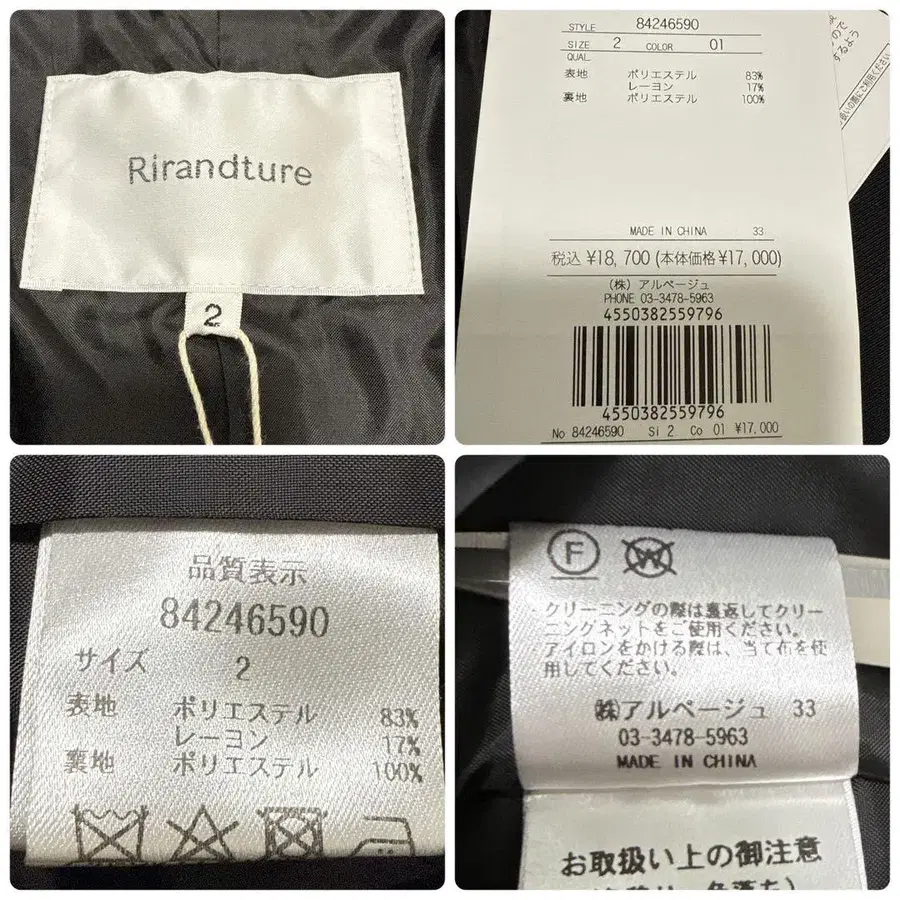 Rirandture
2
STYLE 84246590
SIZE 2 COLOR 01
QUAL.
表地 ポリエステル 83%
レーヨン 17%
裏地 ポリエステル 100%
MADE IN CHINA 33
税込 ¥18,700 (本体価格¥17,000)
(株) アルページュ
PHONE 03-3478-5963
4550382559796
4550382559796
No 84246590 Si 2 Co 01 ¥17,000
ので
するよう
品質表示
84246590
サイズ 2
表地 ポリエステル 83%
レーヨン 17%
裏地 ポリエステル 100%
F W
・クリーニングの際は裏返してクリー
ニングネットをご使用ください。
アイロンをかける際は、当て布を使
用してください。
㈱アルページュ 33
03-3478-5963
MADE IN CHINA
お取扱い上の御注意